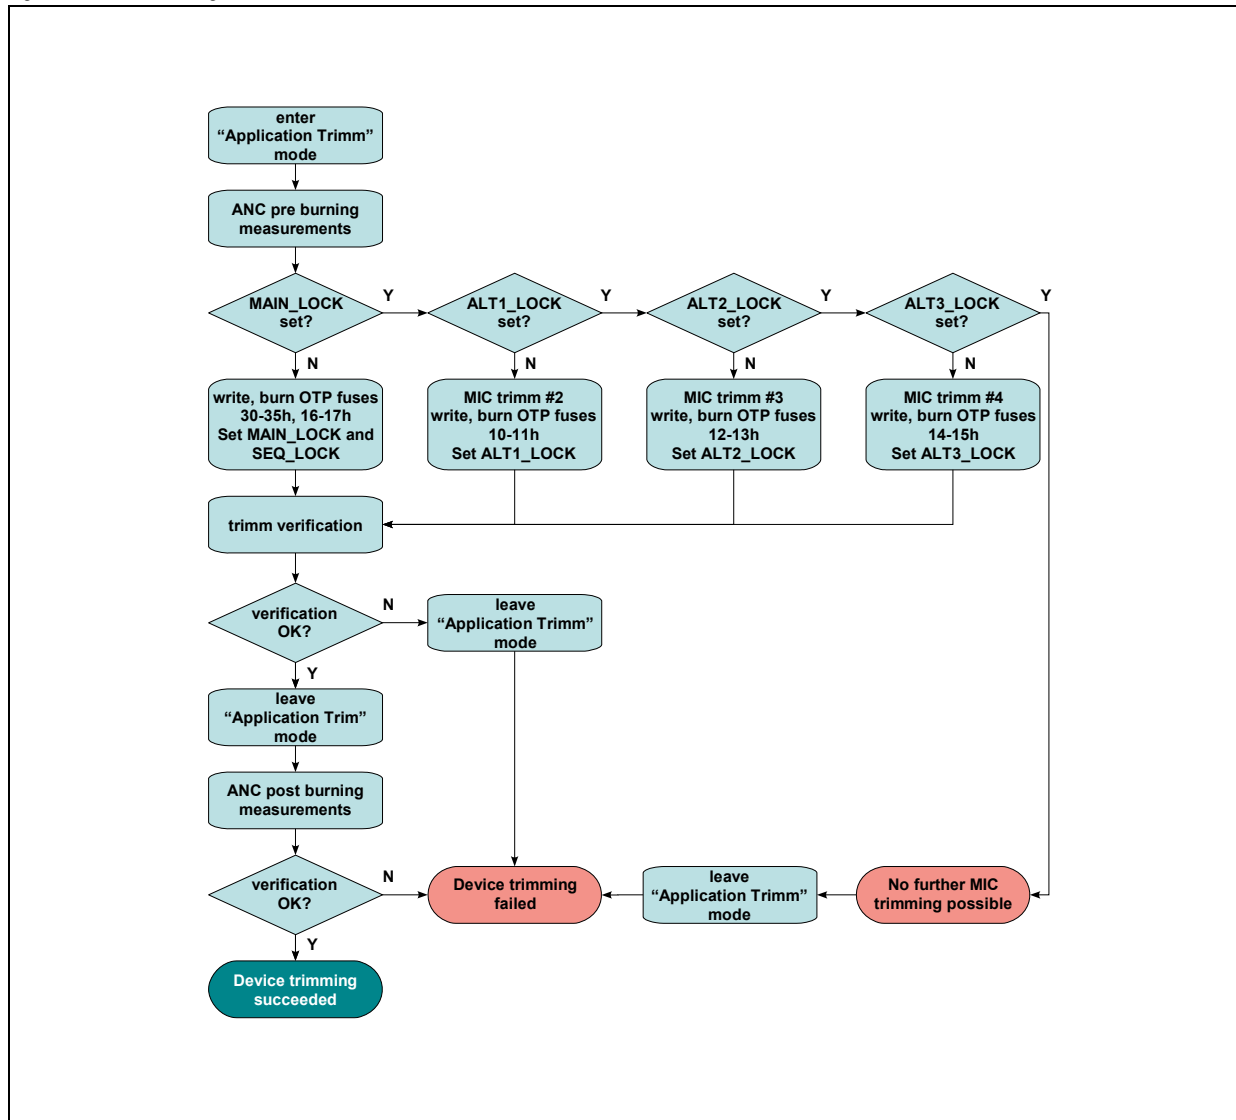 enter
“Application Trimm”
mode
ANC pre burning
measurements
MAIN_LOCK
set?
Y
ALT1_LOCK
set?
Y
ALT2_LOCK
set?
Y
ALT3_LOCK
set?
Y
N
N
N
N
write, burn OTP fuses
30-35h, 16-17h
Set MAIN_LOCK and
SEQ_LOCK
MIC trimm #2
write, burn OTP fuses
10-11h
Set ALT1_LOCK
MIC trimm #3
write, burn OTP fuses
12-13h
Set ALT2_LOCK
MIC trimm #4
write, burn OTP fuses
14-15h
Set ALT3_LOCK
trimm verification
verification
OK?
N
leave
“Application Trimm”
mode
Y
leave
“Application Trim”
mode
ANC post burning
measurements
verification
OK?
N
Device trimming
failed
leave
“Application Trimm”
mode
No further MIC
trimming possible
Y
Device trimming
succeeded